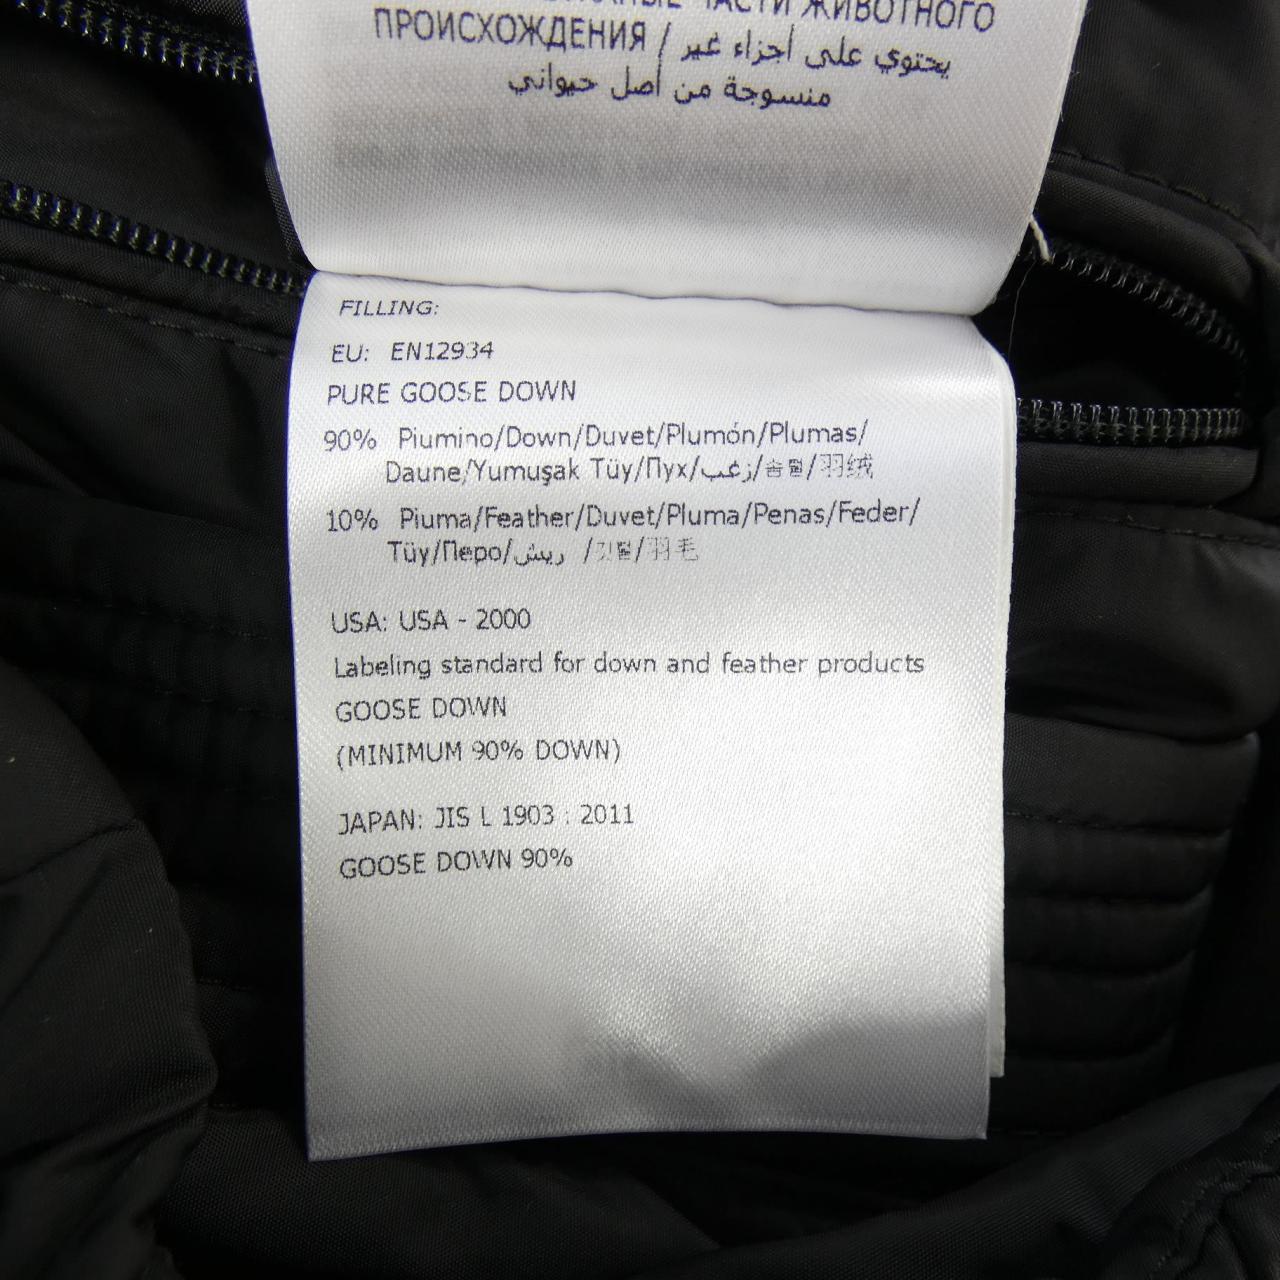 ЧАСТИ ЖИВОТНОГО
ПРОИСХОЖДЕНИЯ / يحتوي على أجزاء غير
منسوجة من أصل حيواني
FILLING:
EU: EN12934
PURE GOOSE DOWN
90% Piumino/Down/Duvet/Plumón/Plumas/
Daune/Yumuşak Tüy/Пух/زغب/솜털/羽绒
10% Piuma/Feather/Duvet/Pluma/Penas/Feder/
Tüy/Перо/ريش /깃털/羽毛
USA: USA - 2000
Labeling standard for down and feather products
GOOSE DOWN
(MINIMUM 90% DOWN)
JAPAN: JIS L 1903 : 2011
GOOSE DOWN 90%